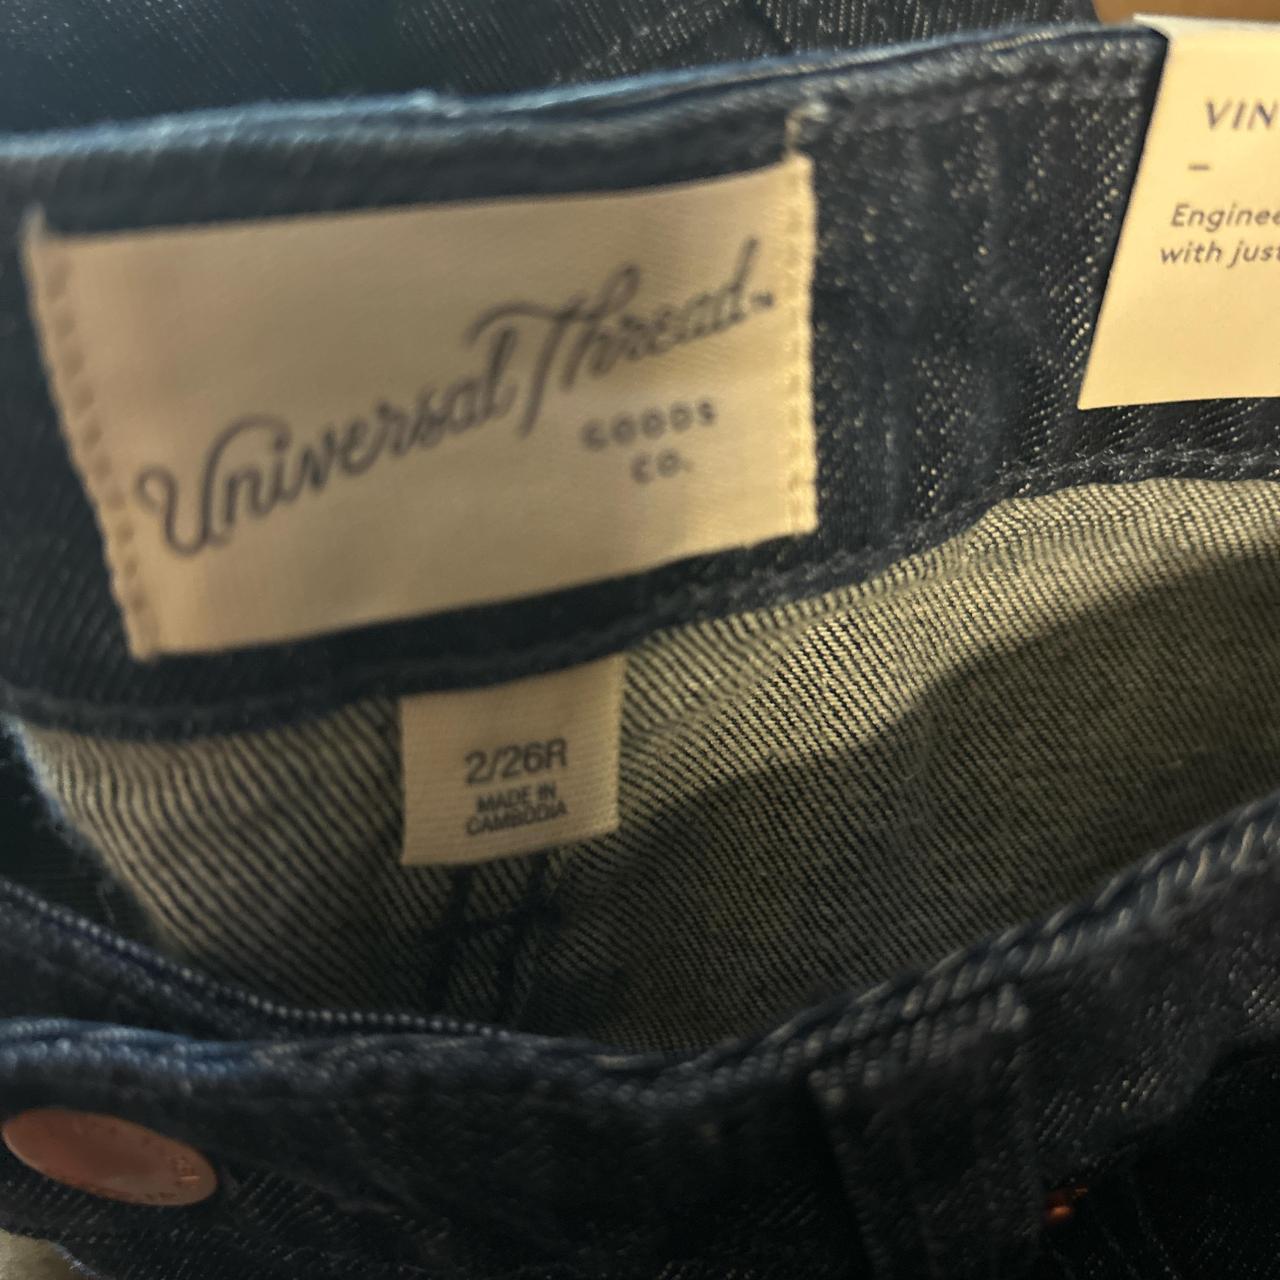 Universal Thread™
GOODS
CO.
2/26R
MADE IN
CAMBODIA
VIN
–
Enginee
with just